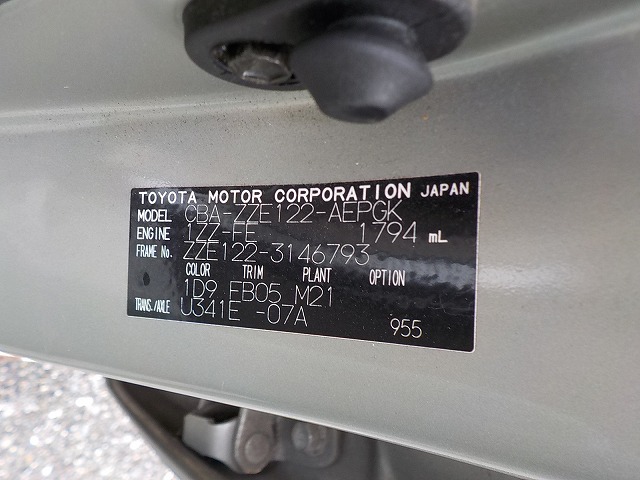 TOYOTA MOTOR CORPORATION JAPAN
MODEL CBA-ZZE122-AEPGK
ENGINE 1ZZ-FE 1794 mL
FRAME No. ZZE122-3146793
COLOR TRIM PLANT OPTION
1D9 FB05 M21
TRANS./AXLE U341E -07A
955